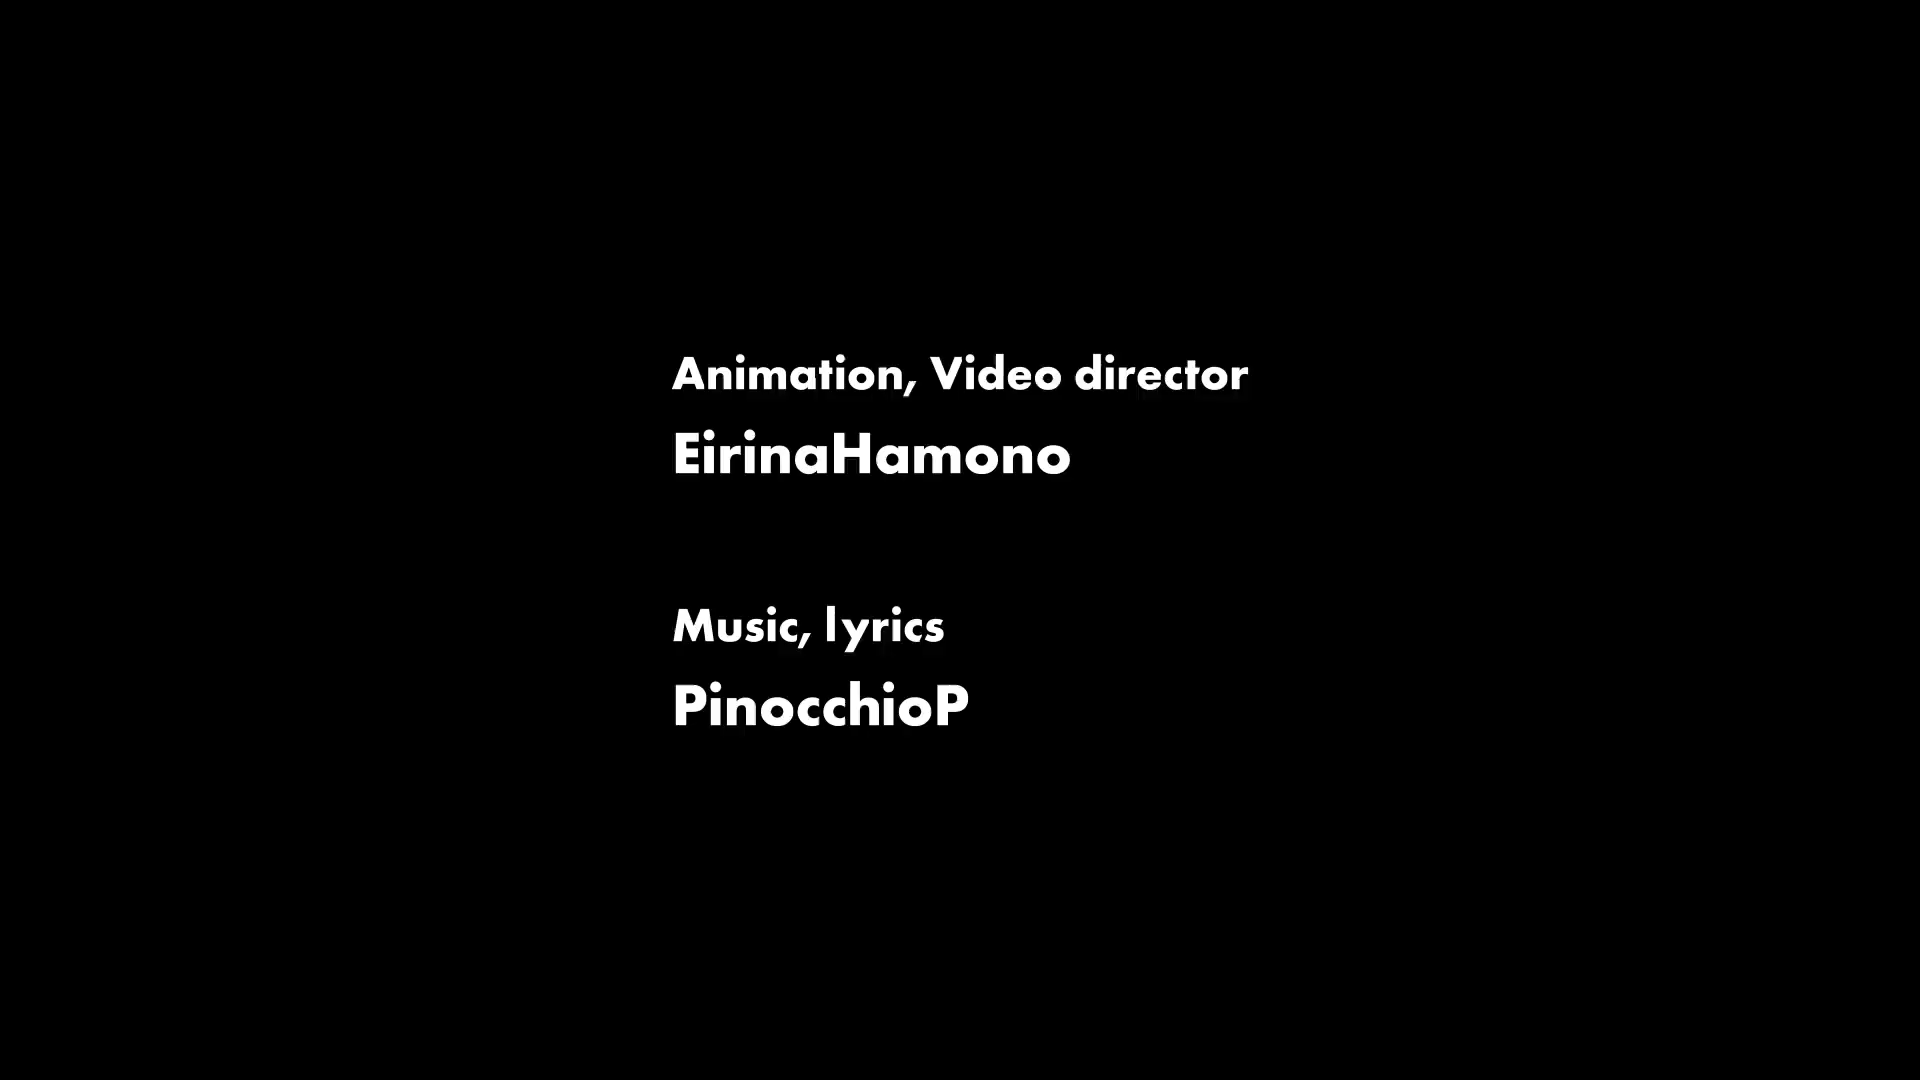 Animation, Video director
EirinaHamono
Music, lyrics
PinocchioP